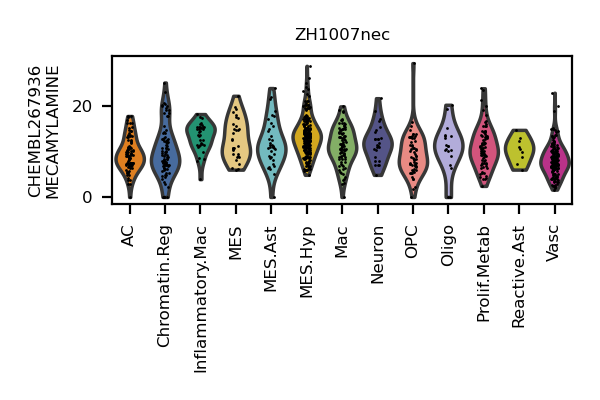 ZH1007nec
CHEMBL267936
MECAMYLAMINE
20
0
AC
Chromatin.Reg
Inflammatory.Mac
MES
MES.Ast
MES.Hyp
Mac
Neuron
OPC
Oligo
Prolif.Metab
Reactive.Ast
Vasc